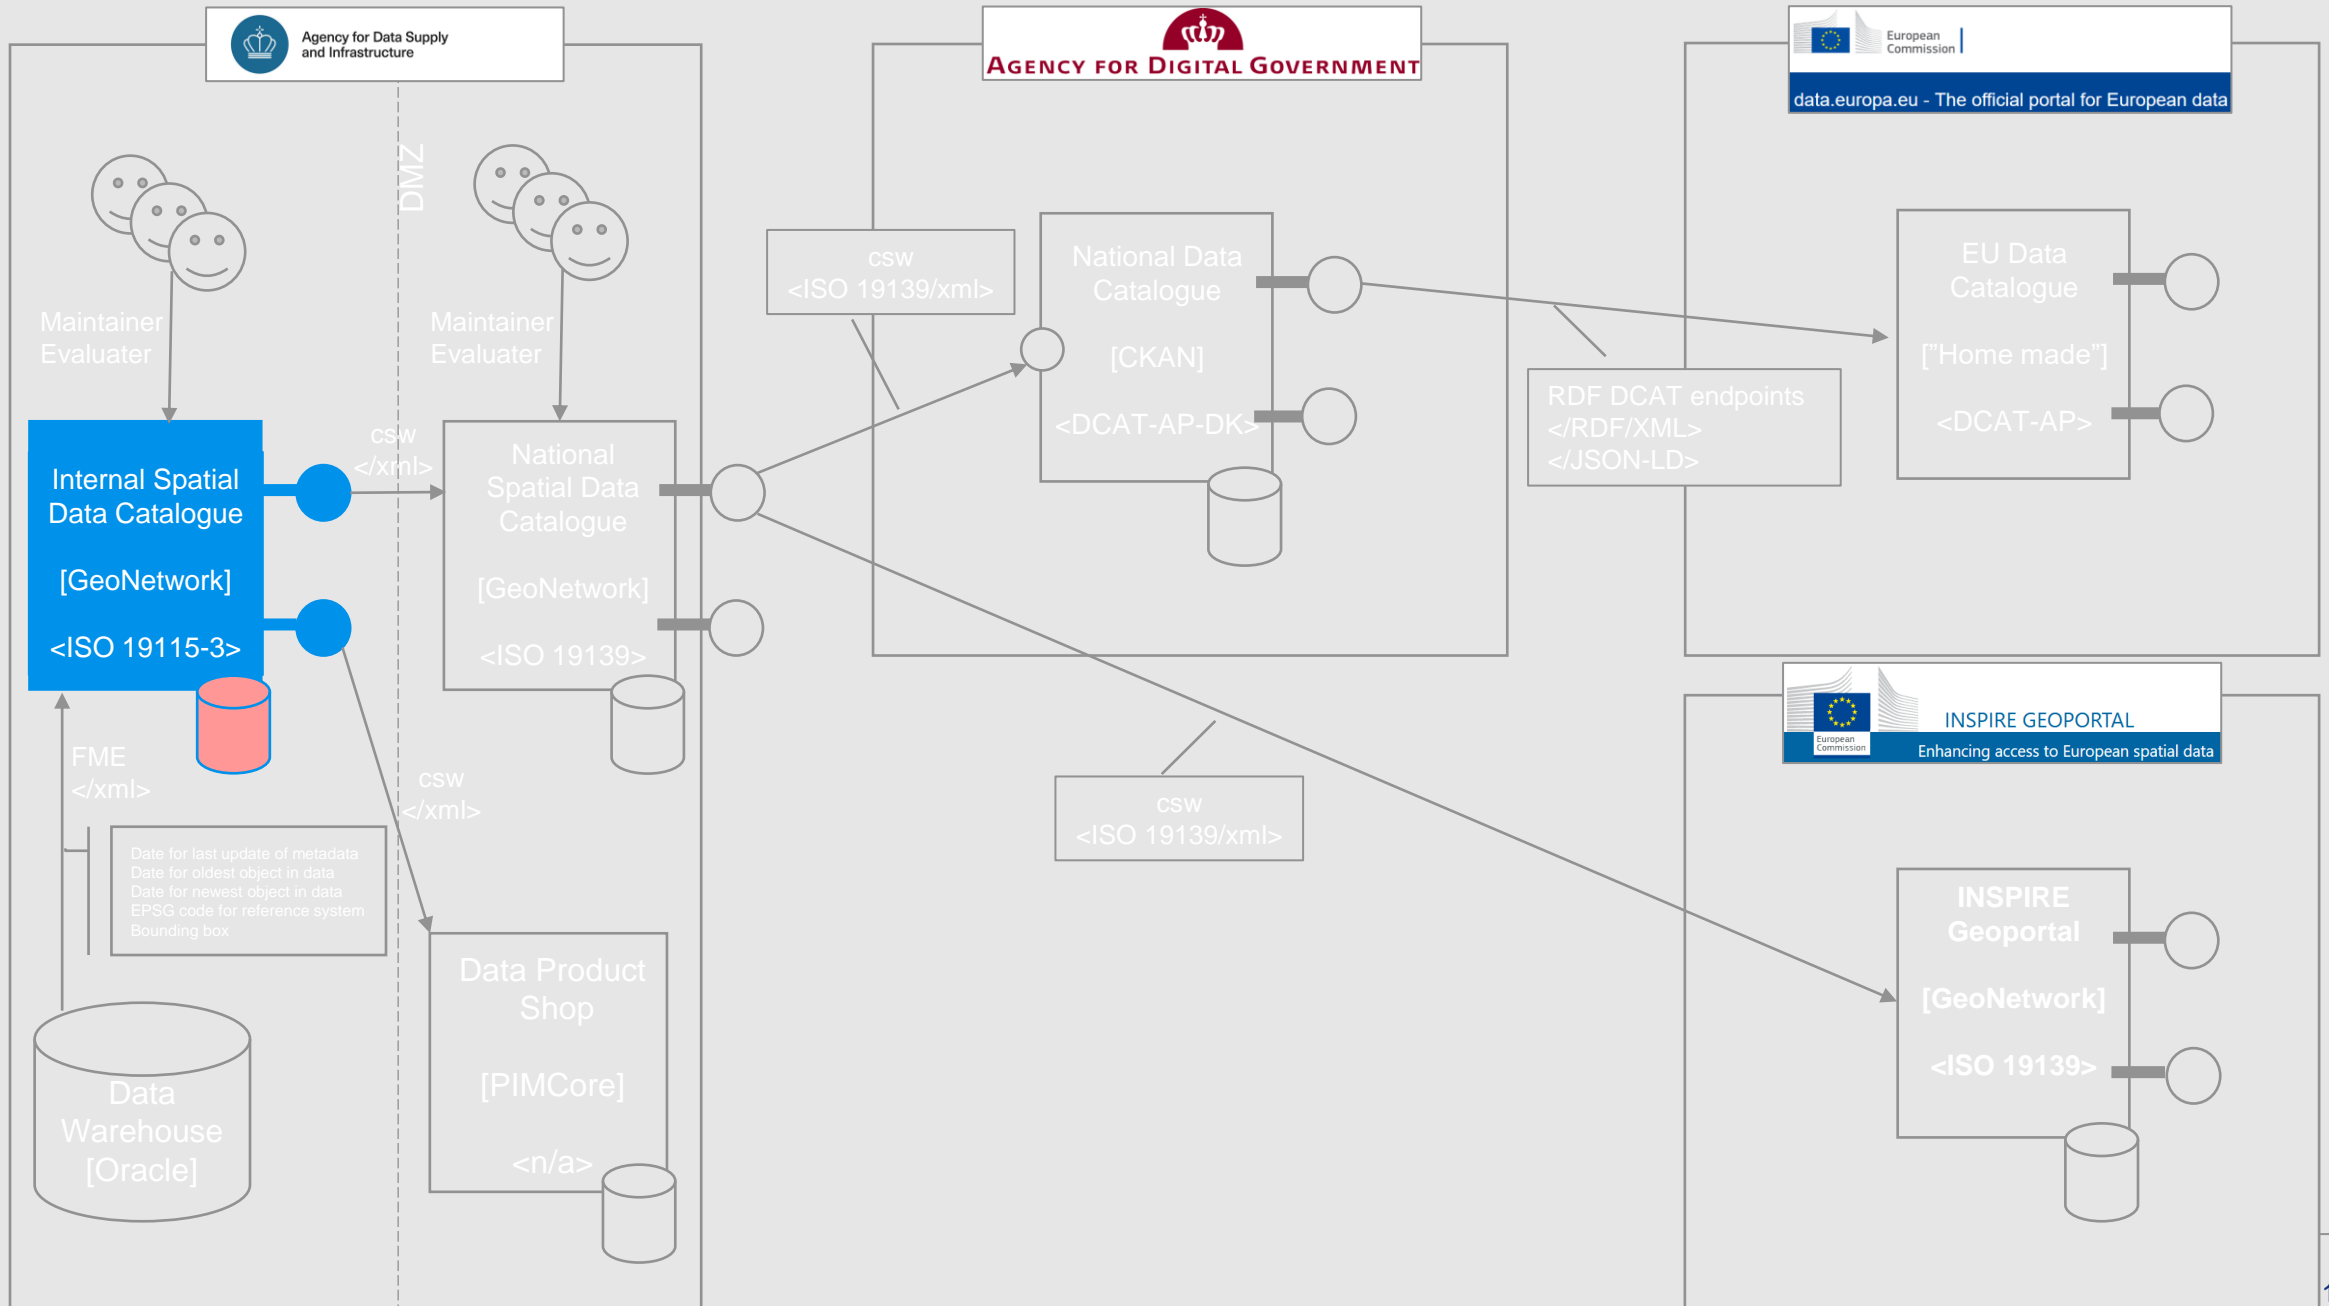 Agency for Data Supply
and Infrastructure
AGENCY FOR DIGITAL GOVERNMENT
European
Commission
data.europa.eu - The official portal for European data
DMZ
Maintainer
Evaluater
Maintainer
Evaluater
Internal Spatial
Data Catalogue
[GeoNetwork]
<ISO 19115-3>
csw
</xml>
National
Spatial Data
Catalogue
[GeoNetwork]
<ISO 19139>
csw
<ISO 19139/xml>
National Data
Catalogue
[CKAN]
<DCAT-AP-DK>
RDF DCAT endpoints
</RDF/XML>
</JSON-LD>
EU Data
Catalogue
["Home made"]
<DCAT-AP>
FME
</xml>
csw
</xml>
Date for last update of metadata
Date for oldest object in data
Date for newest object in data
EPSG code for reference system
Bounding box
Data
Warehouse
[Oracle]
Data Product
Shop
[PIMCore]
<n/a>
csw
<ISO 19139/xml>
European
Commission
INSPIRE GEOPORTAL
Enhancing access to European spatial data
INSPIRE
Geoportal
[GeoNetwork]
<ISO 19139>